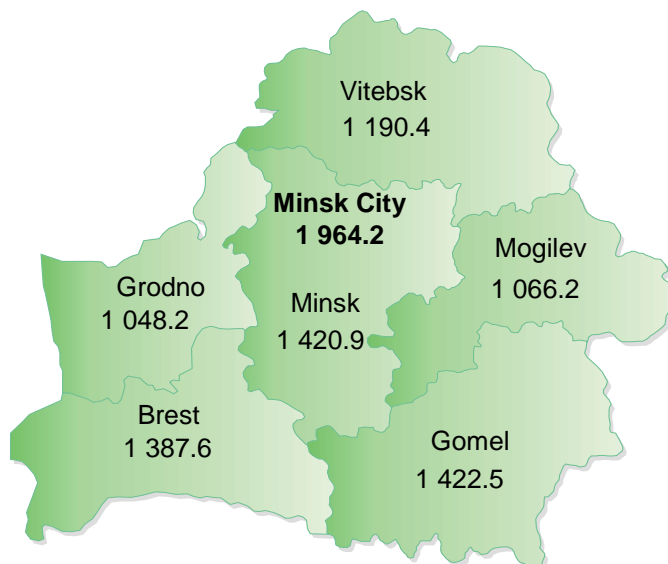 Vitebsk
1 190.4
Minsk City
1 964.2
Mogilev
1 066.2
Grodno
1 048.2
Minsk
1 420.9
Brest
1 387.6
Gomel
1 422.5